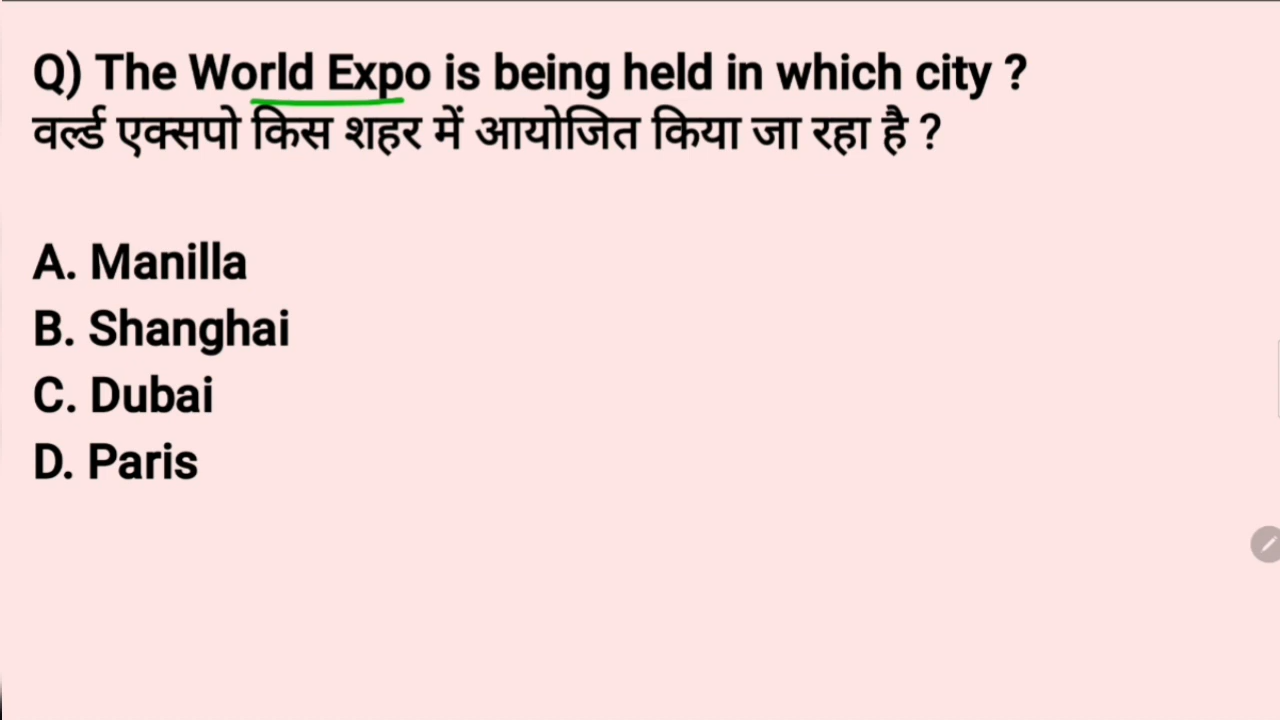 Q) The World Expo is being held in which city ?
वर्ल्ड एक्सपो किस शहर में आयोजित किया जा रहा है ?
A. Manilla
B. Shanghai
C. Dubai
D. Paris